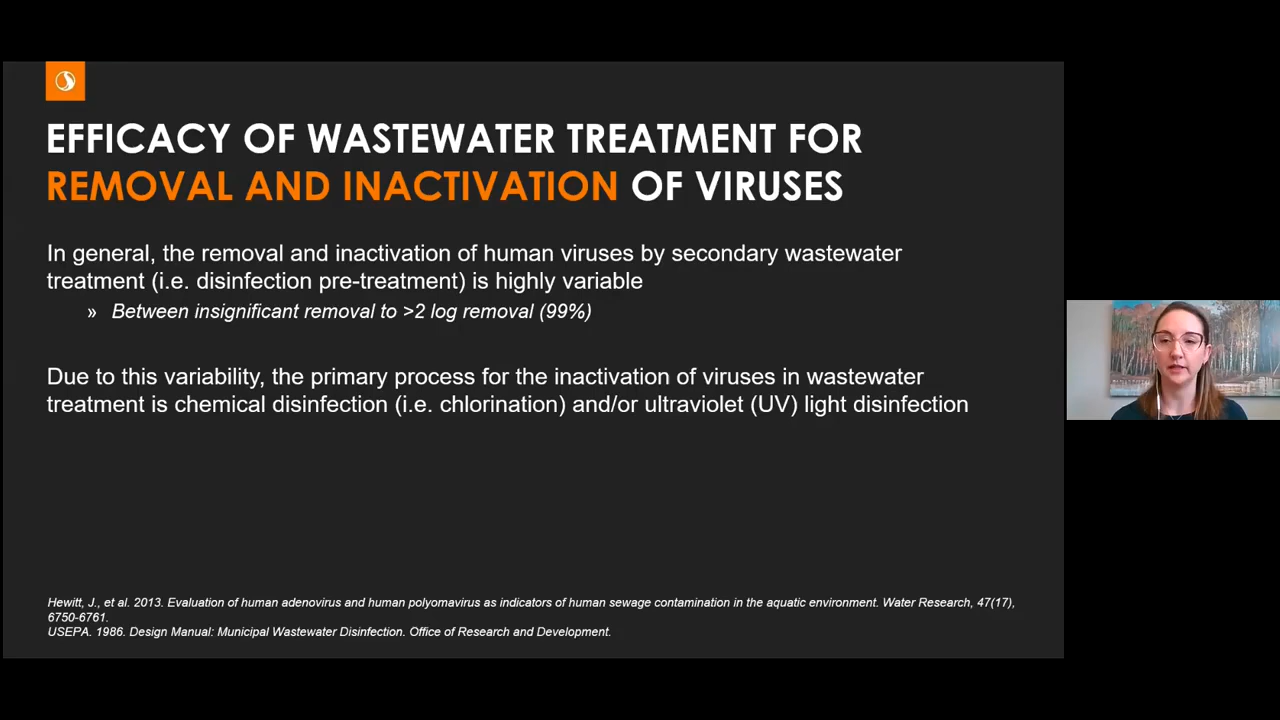 EFFICACY OF WASTEWATER TREATMENT FOR
REMOVAL AND INACTIVATION OF VIRUSES
In general, the removal and inactivation of human viruses by secondary wastewater
treatment (i.e. disinfection pre-treatment) is highly variable
» Between insignificant removal to >2 log removal (99%)
Due to this variability, the primary process for the inactivation of viruses in wastewater
treatment is chemical disinfection (i.e. chlorination) and/or ultraviolet (UV) light disinfection
Hewitt, J., et al. 2013. Evaluation of human adenovirus and human polyomavirus as indicators of human sewage contamination in the aquatic environment. Water Research, 47(17),
6750-6761.
USEPA. 1986. Design Manual: Municipal Wastewater Disinfection. Office of Research and Development.